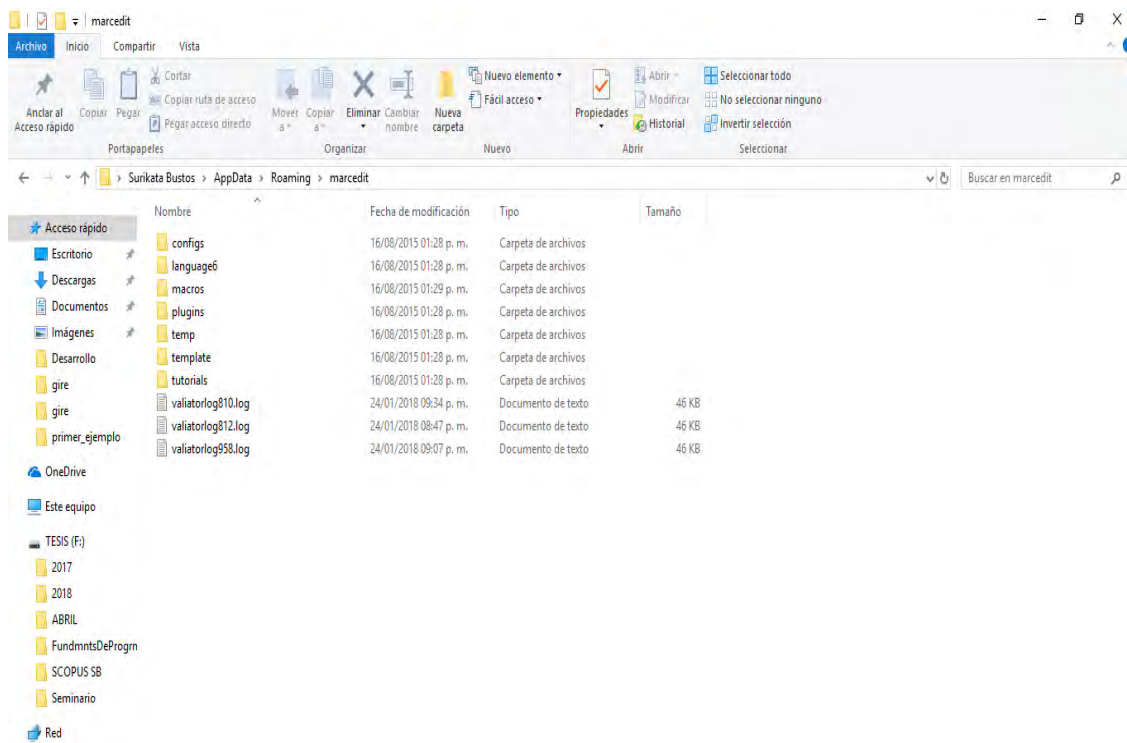 marcedit
Archivo Inicio Compartir Vista
Anclar al Acceso rápido
Copiar
Pegar
Cortar
Copiar ruta de acceso
Pegar acceso directo
Portapapeles
Mover a
Copiar a
Eliminar
Cambiar nombre
Nueva carpeta
Organizar
Nuevo elemento
Fácil acceso
Nuevo
Propiedades
Abrir
Modificar
Historial
Abrir
Seleccionar todo
No seleccionar ninguno
Invertir selección
Seleccionar
Surikata Bustos > AppData > Roaming > marcedit
Buscar en marcedit
Acceso rápido
Escritorio
Descargas
Documentos
Imágenes
Desarrollo
gire
gire
primer_ejemplo
OneDrive
Este equipo
TESIS (F:)
2017
2018
ABRIL
FundmntsDeProgrn
SCOPUS SB
Seminario
Red
Nombre Fecha de modificación Tipo Tamaño
configs 16/08/2015 01:28 p. m. Carpeta de archivos
language6 16/08/2015 01:28 p. m. Carpeta de archivos
macros 16/08/2015 01:29 p. m. Carpeta de archivos
plugins 16/08/2015 01:28 p. m. Carpeta de archivos
temp 16/08/2015 01:28 p. m. Carpeta de archivos
template 16/08/2015 01:28 p. m. Carpeta de archivos
tutorials 16/08/2015 01:28 p. m. Carpeta de archivos
valiatorlog810.log 24/01/2018 09:34 p. m. Documento de texto 46 KB
valiatorlog812.log 24/01/2018 08:47 p. m. Documento de texto 46 KB
valiatorlog958.log 24/01/2018 09:07 p. m. Documento de texto 46 KB